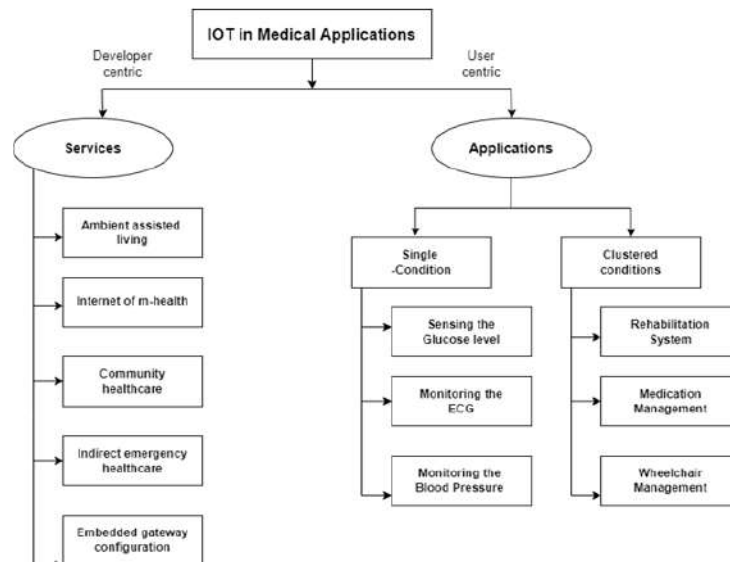 IOT in Medical Applications
Developer
centric
User
centric
Services
Applications
Ambient assisted
living
Internet of m-health
Community
healthcare
Indirect emergency
healthcare
Embedded gateway
configuration
Single
-Condition
Clustered
conditions
Sensing the
Glucose level
Monitoring the
ECG
Monitoring the
Blood Pressure
Rehabilitation
System
Medication
Management
Wheelchair
Management